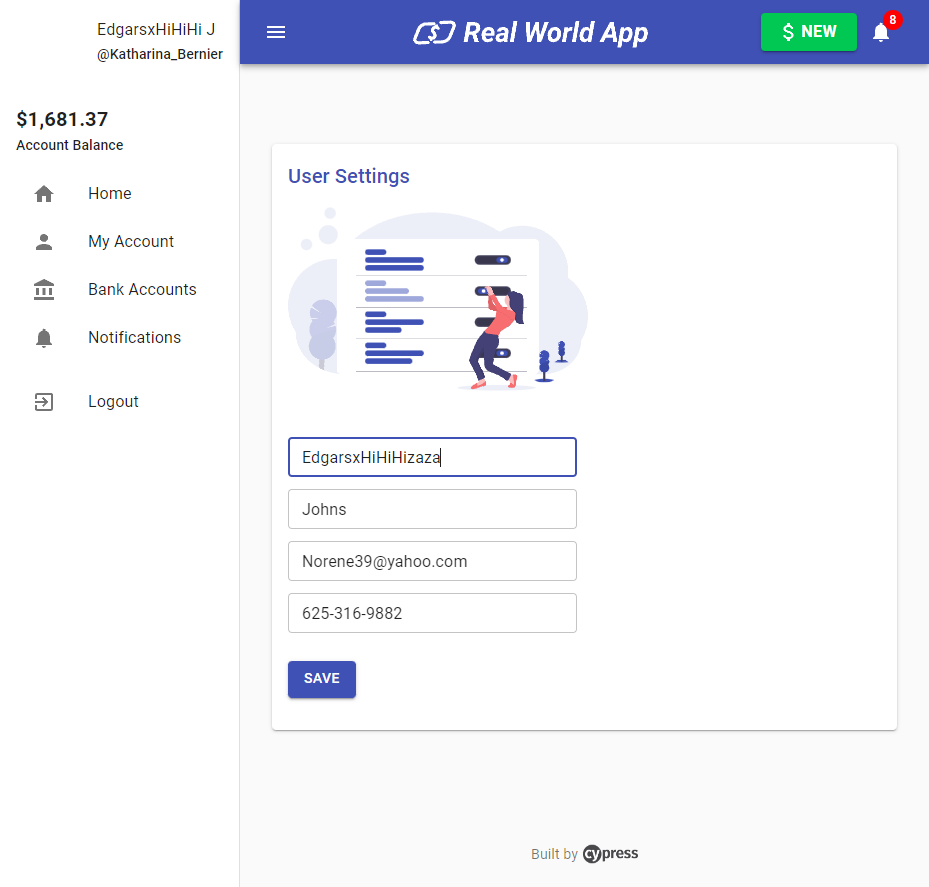 EdgarsxHiHiHi J
@Katharina_Bernier
$1,681.37
Account Balance
Home
My Account
Bank Accounts
Notifications
Logout
Real World App
$ NEW
8
User Settings
EdgarsxHiHiHizaza
Johns
Norene39@yahoo.com
625-316-9882
SAVE
Built by cypress